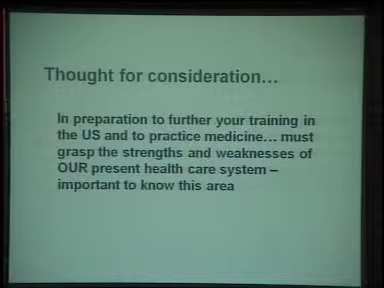 Thought for consideration…
In preparation to further your training in
the US and to practice medicine… must
grasp the strengths and weaknesses of
OUR present health care system –
important to know this area